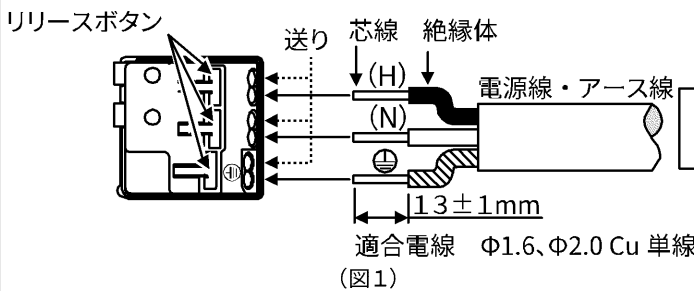 リリースボタン
送り
芯線
絶縁体
(H)
電源線・アース線
(N)
13±1mm
適合電線 Φ1.6、Φ2.0 Cu 単線
(図1)